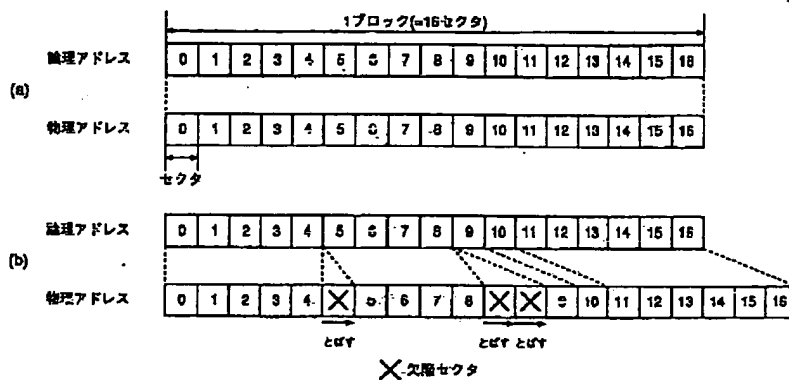 1ブロック(=16セクタ)
論理アドレス 0 1 2 3 4 5 6 7 8 9 10 11 12 13 14 15 16
(a)
物理アドレス 0 1 2 3 4 5 6 7 8 9 10 11 12 13 14 15 16
セクタ
論理アドレス 0 1 2 3 4 5 6 7 8 9 10 11 12 13 14 15 16
(b)
物理アドレス 0 1 2 3 4 5 6 7 8 9 10 11 12 13 14 15 16
とばす とばす とばす
欠陥セクタ